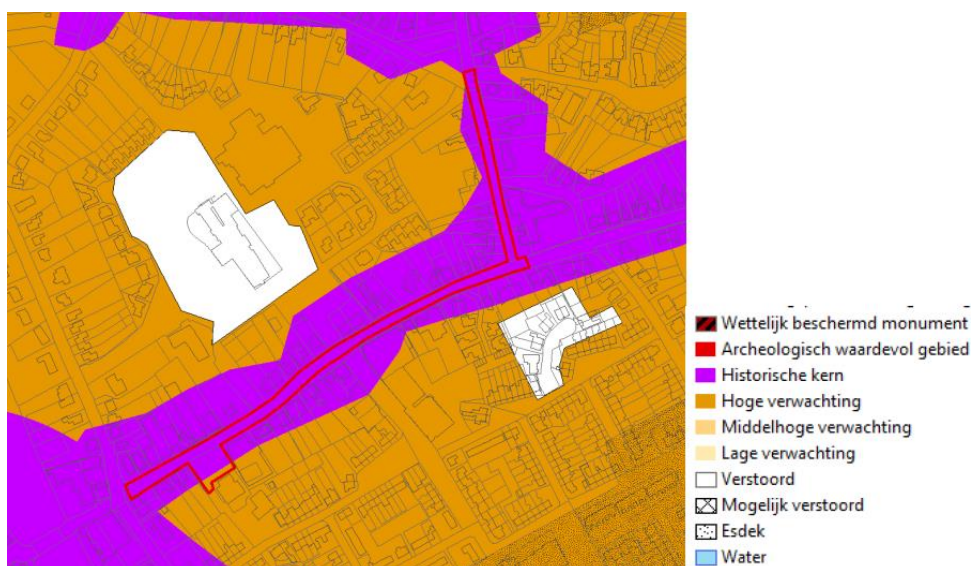 Wettelijk beschermd monument
Archeologisch waardevol gebied
Historische kern
Hoge verwachting
Middelhoge verwachting
Lage verwachting
Verstoord
Mogelijk verstoord
Esdek
Water